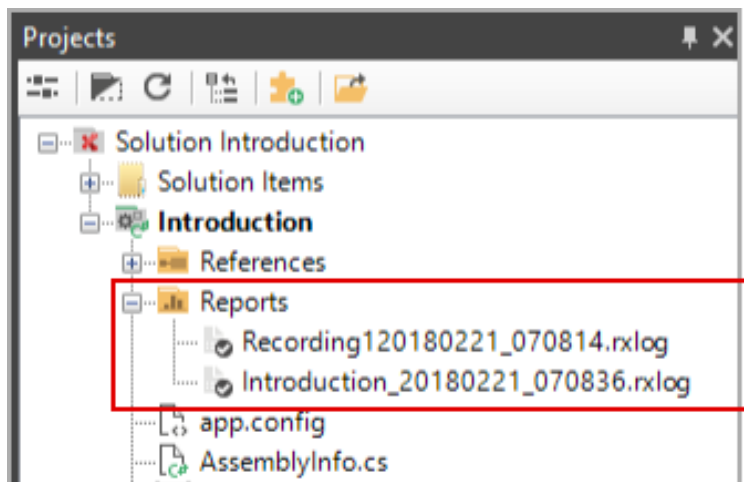 Projects
Solution Introduction
Solution Items
Introduction
References
Reports
Recording120180221_070814.rxlog
Introduction_20180221_070836.rxlog
app.config
AssemblyInfo.cs